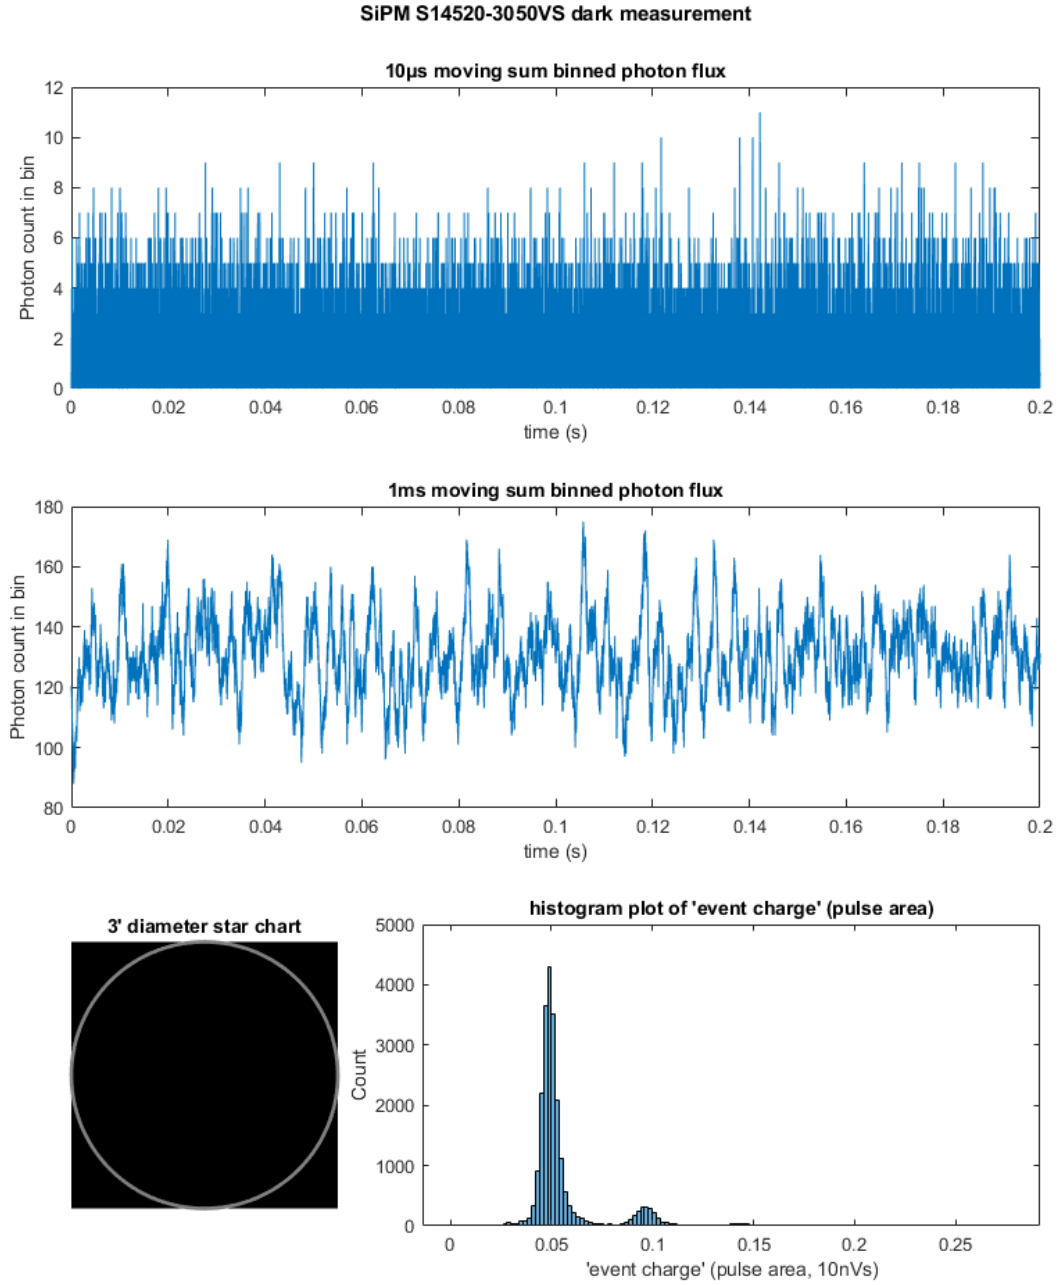 SiPM S14520-3050VS dark measurement
10µs moving sum binned photon flux
Photon count in bin
12
10
8
6
4
2
0
0 0.02 0.04 0.06 0.08 0.1 0.12 0.14 0.16 0.18 0.2
time (s)
1ms moving sum binned photon flux
Photon count in bin
180
160
140
120
100
80
0 0.02 0.04 0.06 0.08 0.1 0.12 0.14 0.16 0.18 0.2
time (s)
3' diameter star chart
histogram plot of 'event charge' (pulse area)
Count
5000
4000
3000
2000
1000
0
0 0.05 0.1 0.15 0.2 0.25
'event charge' (pulse area, 10nVs)